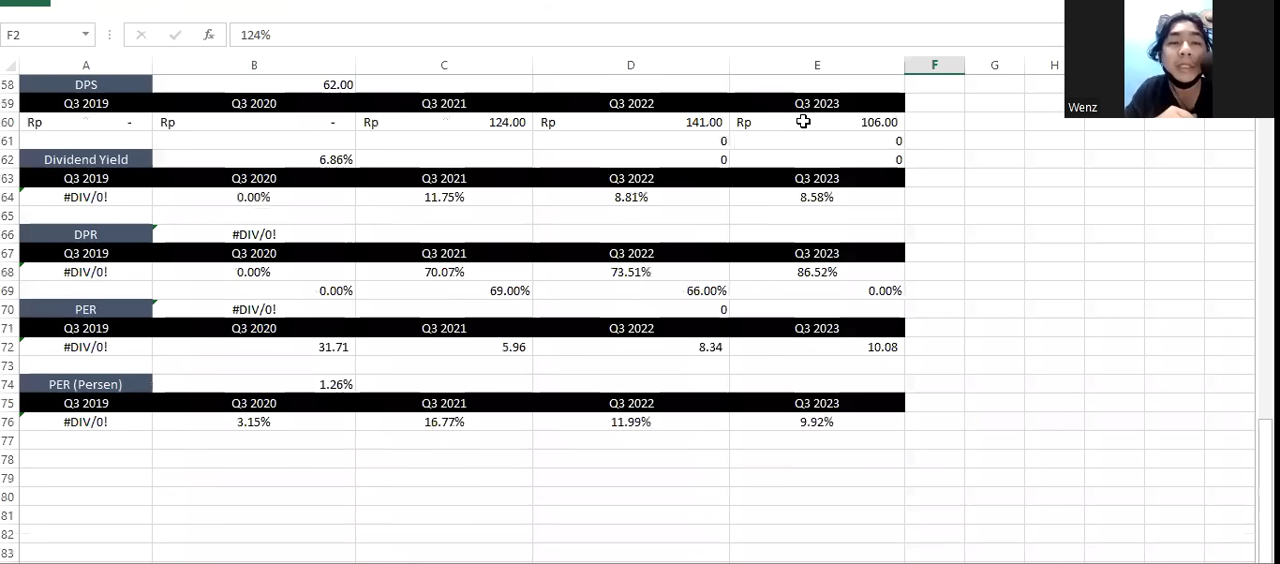 F2 fx 124%
A B C D E F G H
58 DPS 62.00
59 Q3 2019 Q3 2020 Q3 2021 Q3 2022 Q3 2023
60 Rp - Rp - Rp 124.00 Rp 141.00 Rp 106.00
61 0 0
62 Dividend Yield 6.86% 0 0
63 Q3 2019 Q3 2020 Q3 2021 Q3 2022 Q3 2023
64 #DIV/0! 0.00% 11.75% 8.81% 8.58%
65
66 DPR #DIV/0!
67 Q3 2019 Q3 2020 Q3 2021 Q3 2022 Q3 2023
68 #DIV/0! 0.00% 70.07% 73.51% 86.52%
69 0.00% 69.00% 66.00% 0.00%
70 PER #DIV/0! 0
71 Q3 2019 Q3 2020 Q3 2021 Q3 2022 Q3 2023
72 #DIV/0! 31.71 5.96 8.34 10.08
73
74 PER (Persen) 1.26%
75 Q3 2019 Q3 2020 Q3 2021 Q3 2022 Q3 2023
76 #DIV/0! 3.15% 16.77% 11.99% 9.92%
77
78
79
80
81
82
83
Wenz